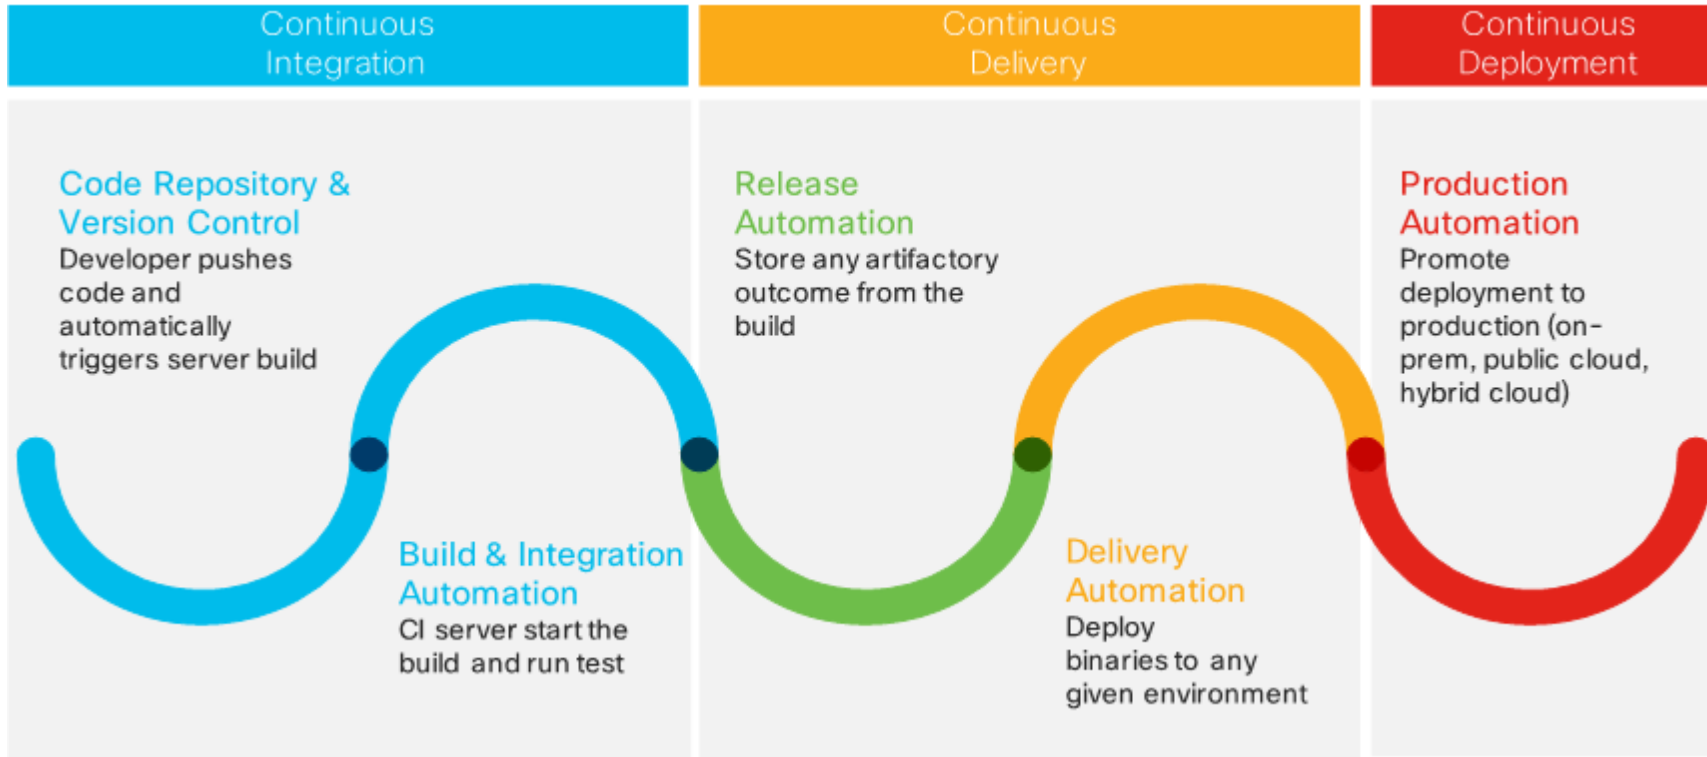 Continuous
Integration
Continuous
Delivery
Continuous
Deployment
Code Repository &
Version Control
Developer pushes
code and
automatically
triggers server build
Build & Integration
Automation
CI server start the
build and run test
Release
Automation
Store any artifactory
outcome from the
build
Delivery
Automation
Deploy
binaries to any
given environment
Production
Automation
Promote
deployment to
production (on-
prem, public cloud,
hybrid cloud)